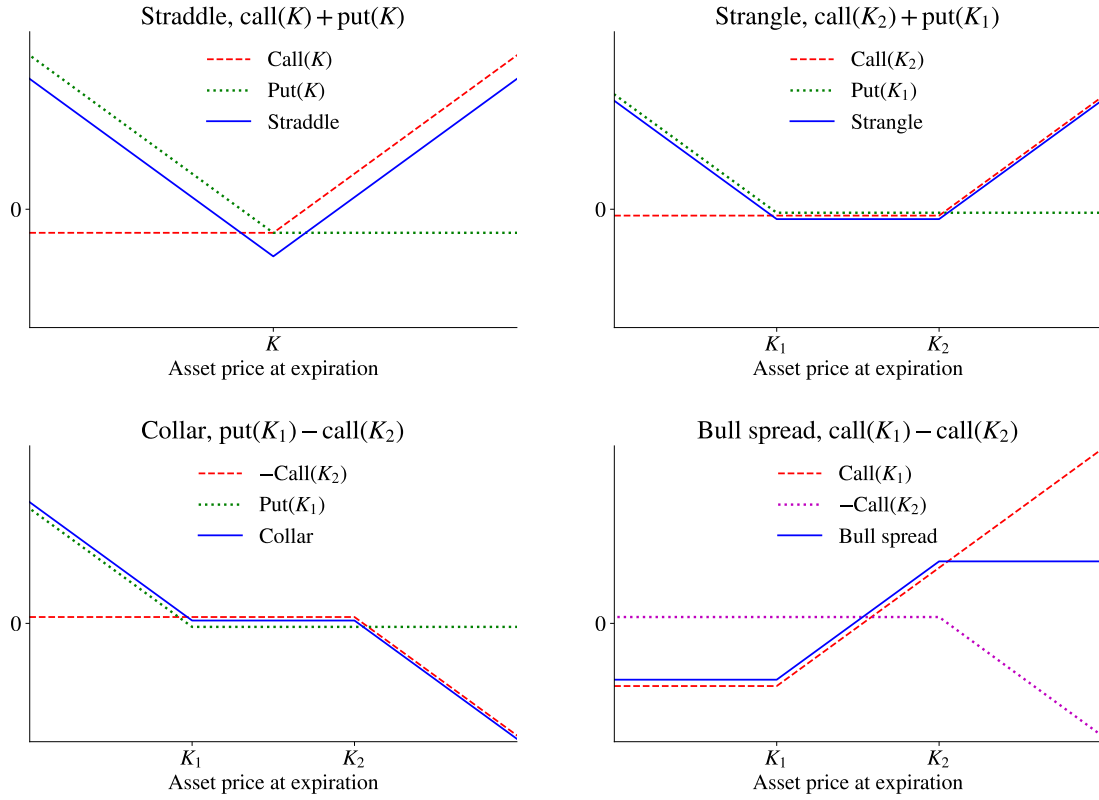 Straddle, call(K) + put(K)
Call(K)
Put(K)
Straddle
0
K
Asset price at expiration
Strangle, call(K₂) + put(K₁)
Call(K₂)
Put(K₁)
Strangle
0
K₁ K₂
Asset price at expiration
Collar, put(K₁) − call(K₂)
−Call(K₂)
Put(K₁)
Collar
0
K₁ K₂
Asset price at expiration
Bull spread, call(K₁) − call(K₂)
Call(K₁)
−Call(K₂)
Bull spread
0
K₁ K₂
Asset price at expiration